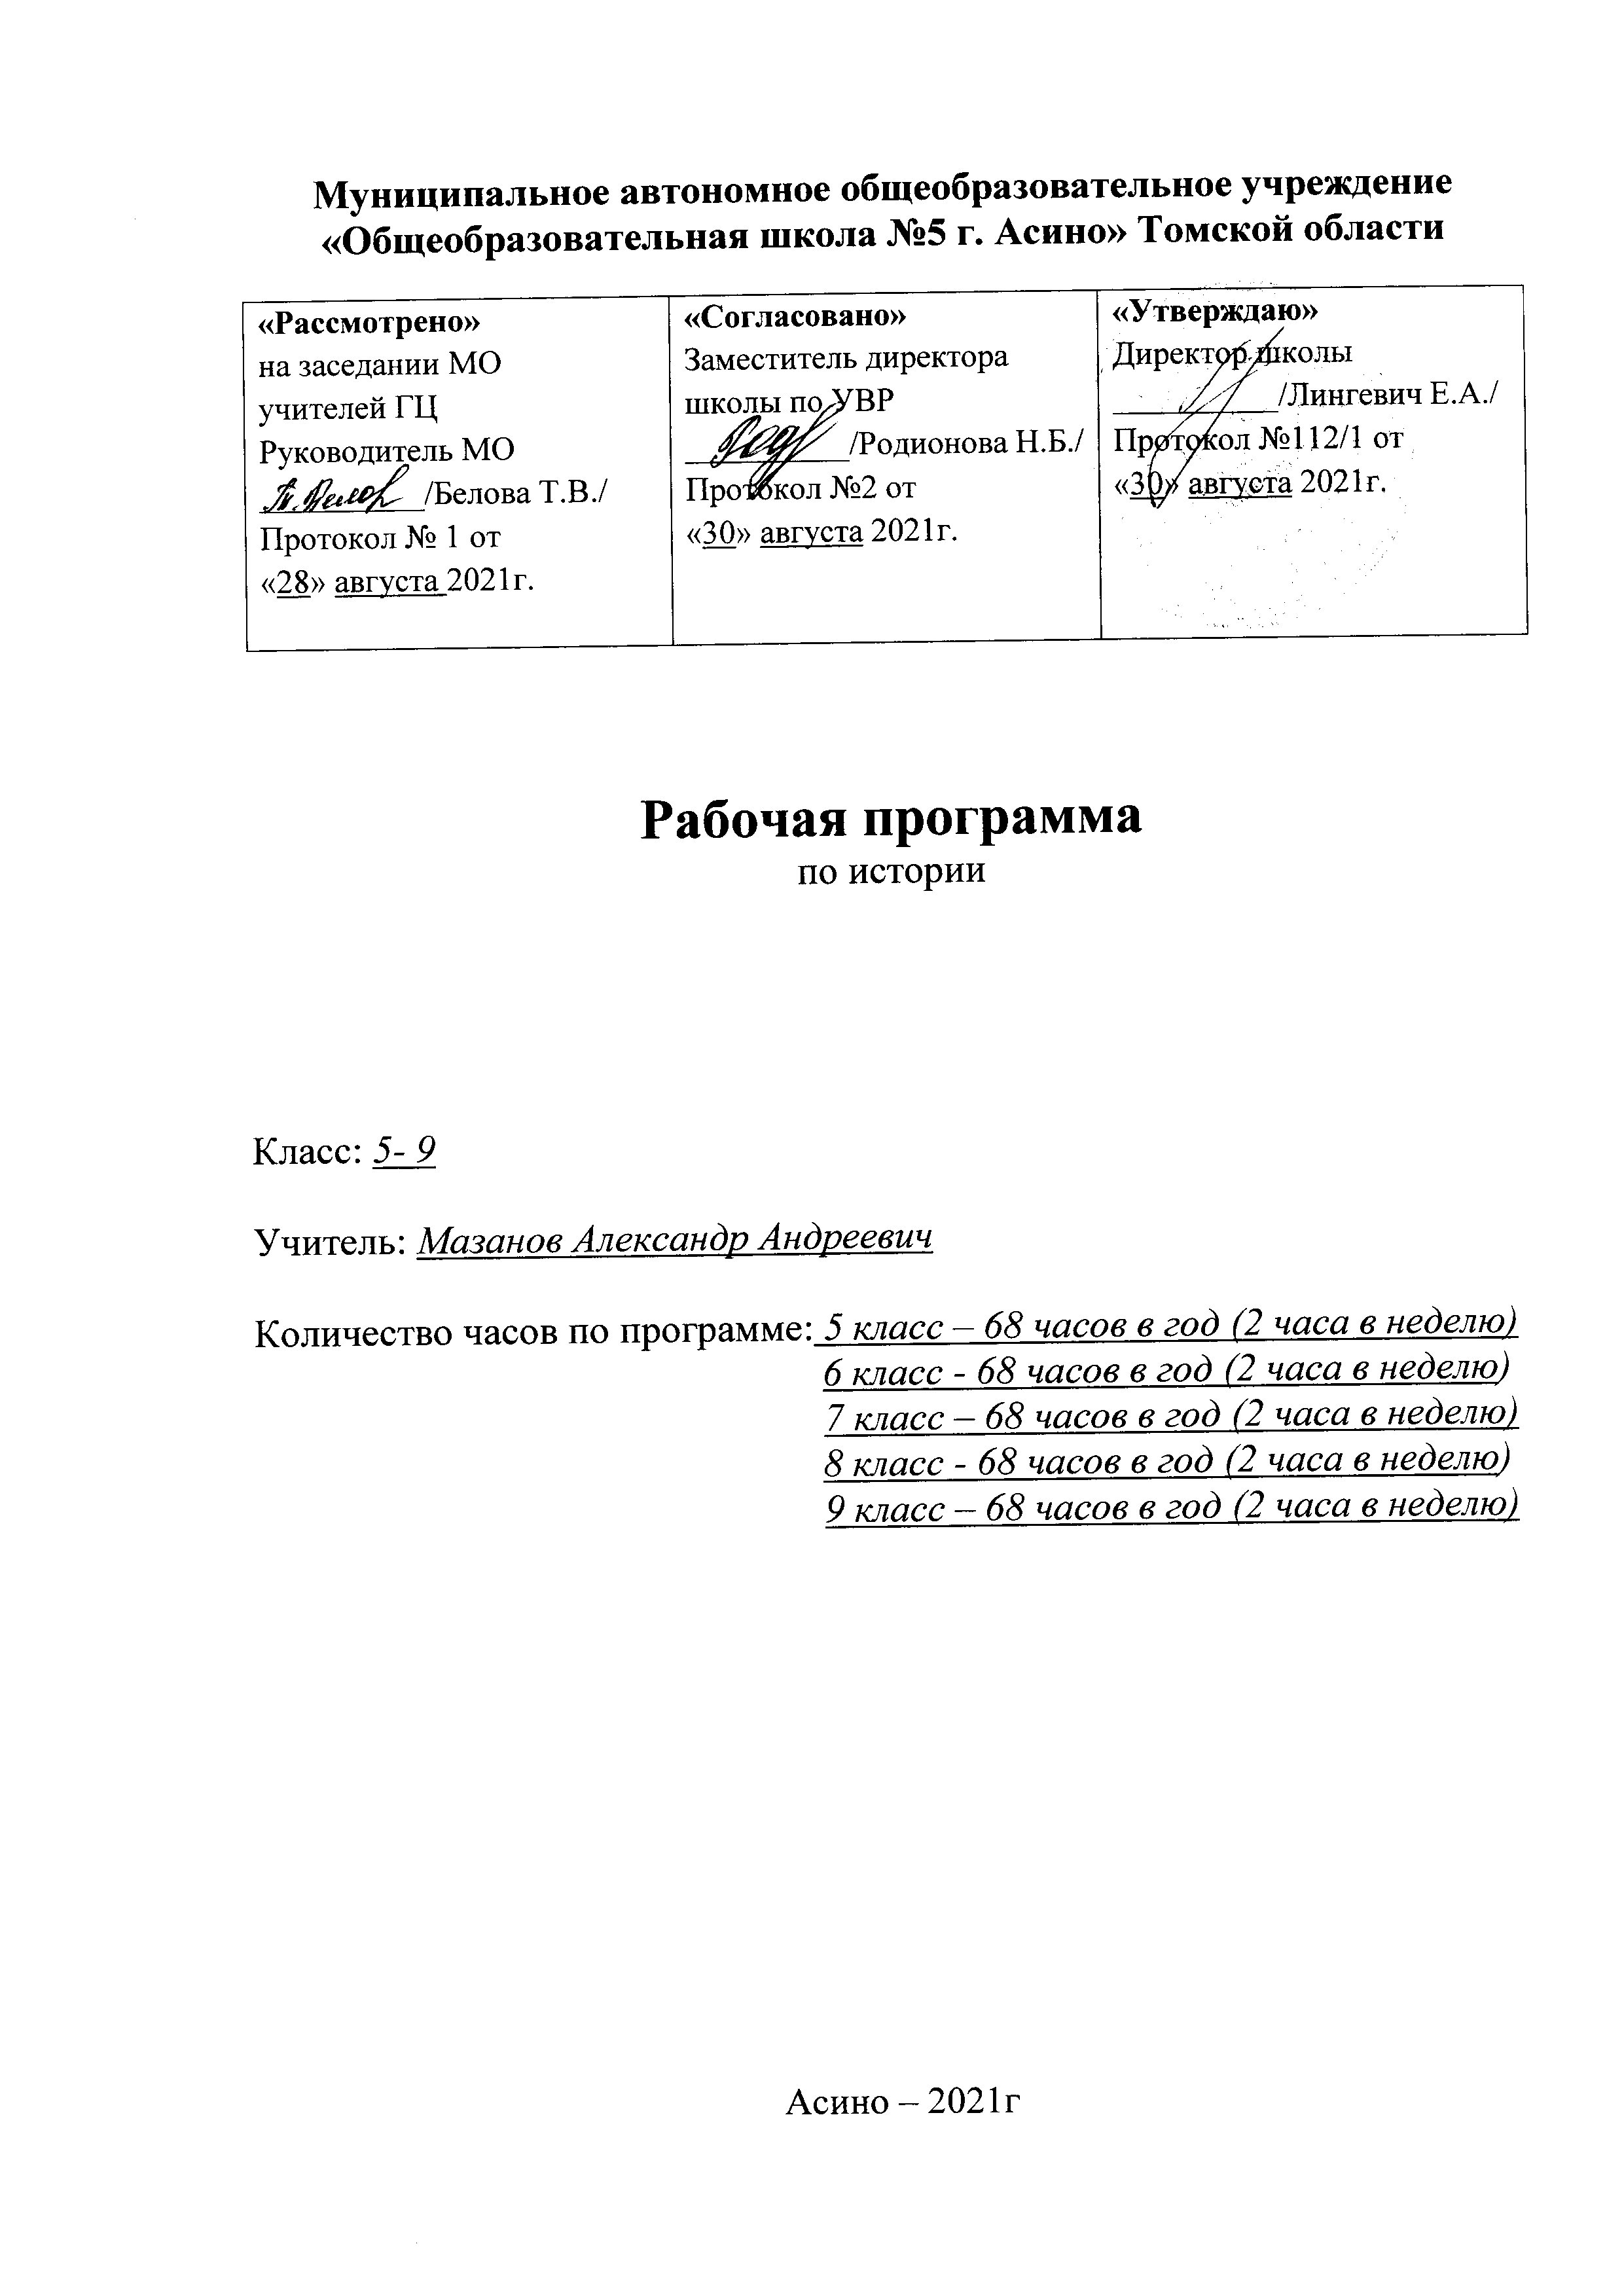 Муниципальное автономное общеобразовательное учреждение
«Общеобразовательная школа №5 г. Асино» Томской области
«Рассмотрено»
на заседании МО
учителей ГЦ
Руководитель МО
/Белова Т.В./
Протокол № 1 от
«28» августа 2021г.
«Согласовано»
Заместитель директора
школы по УВР
/Родионова Н.Б./
Протокол №2 от
«30» августа 2021г.
«Утверждаю»
Директор школы
/Лингевич Е.А./
Протокол №112/1 от
«30» августа 2021г.
Рабочая программа
по истории
Класс: 5- 9
Учитель: Мазанов Александр Андреевич
Количество часов по программе: 5 класс – 68 часов в год (2 часа в неделю)
6 класс - 68 часов в год (2 часа в неделю)
7 класс – 68 часов в год (2 часа в неделю)
8 класс - 68 часов в год (2 часа в неделю)
9 класс – 68 часов в год (2 часа в неделю)
Асино – 2021г